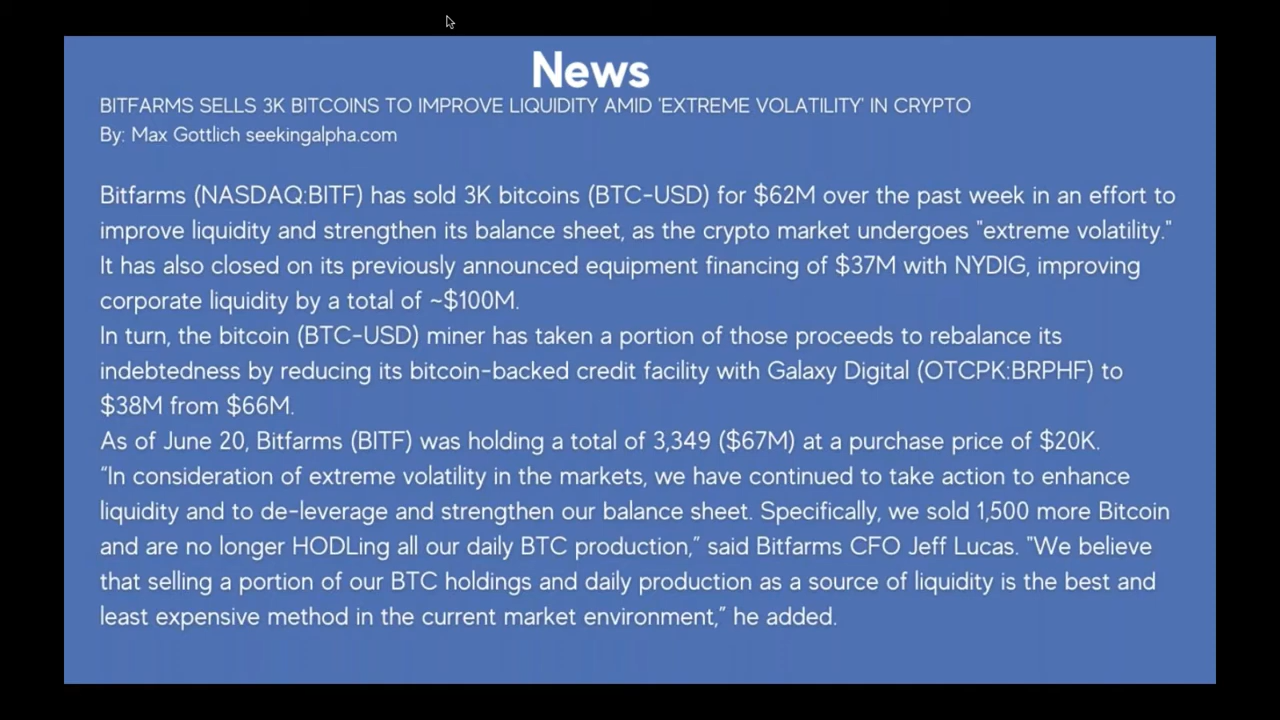 News
BITFARMS SELLS 3K BITCOINS TO IMPROVE LIQUIDITY AMID 'EXTREME VOLATILITY' IN CRYPTO
By: Max Gottlich seekingalpha.com
Bitfarms (NASDAQ:BITF) has sold 3K bitcoins (BTC-USD) for $62M over the past week in an effort to
improve liquidity and strengthen its balance sheet, as the crypto market undergoes "extreme volatility."
It has also closed on its previously announced equipment financing of $37M with NYDIG, improving
corporate liquidity by a total of ~$100M.
In turn, the bitcoin (BTC-USD) miner has taken a portion of those proceeds to rebalance its
indebtedness by reducing its bitcoin-backed credit facility with Galaxy Digital (OTCPK:BRPHF) to
$38M from $66M.
As of June 20, Bitfarms (BITF) was holding a total of 3,349 ($67M) at a purchase price of $20K.
“In consideration of extreme volatility in the markets, we have continued to take action to enhance
liquidity and to de-leverage and strengthen our balance sheet. Specifically, we sold 1,500 more Bitcoin
and are no longer HODLing all our daily BTC production,” said Bitfarms CFO Jeff Lucas. "We believe
that selling a portion of our BTC holdings and daily production as a source of liquidity is the best and
least expensive method in the current market environment,” he added.